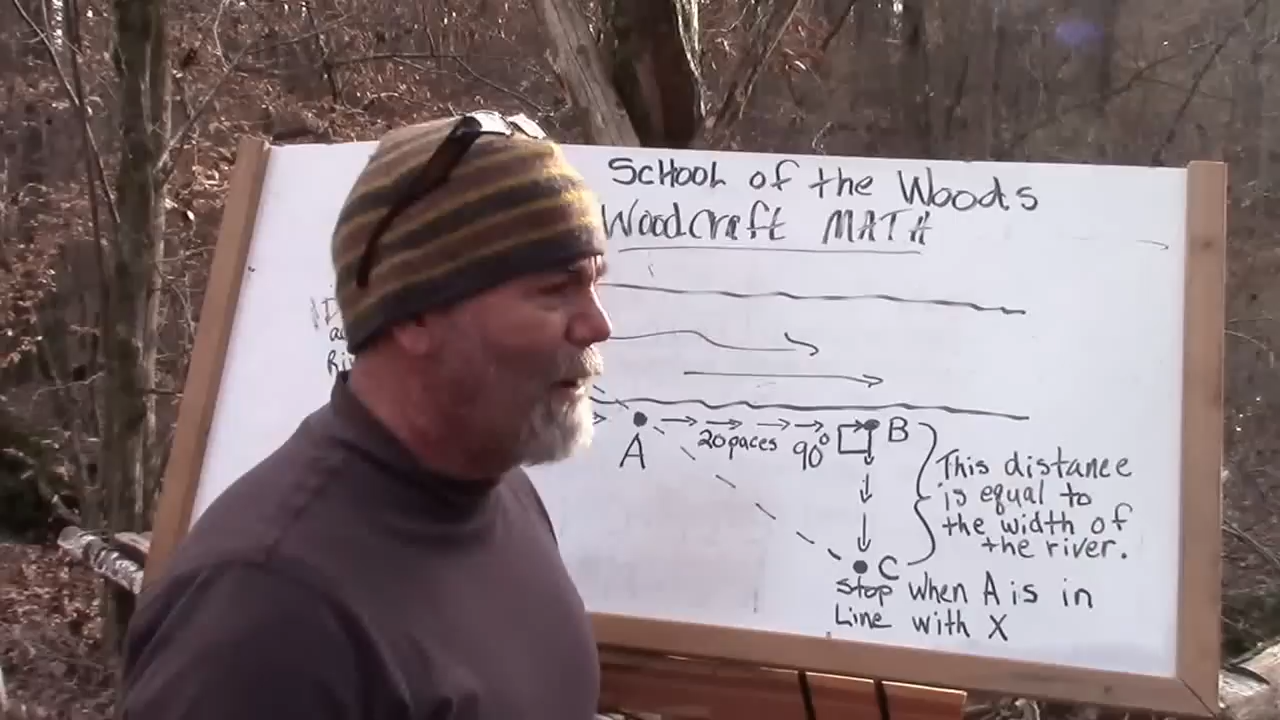 School of the Woods
Woodcraft MATH
A
20 paces
90°
B
This distance
is equal to
the width of
the river.
C
Stop when A is in
Line with X